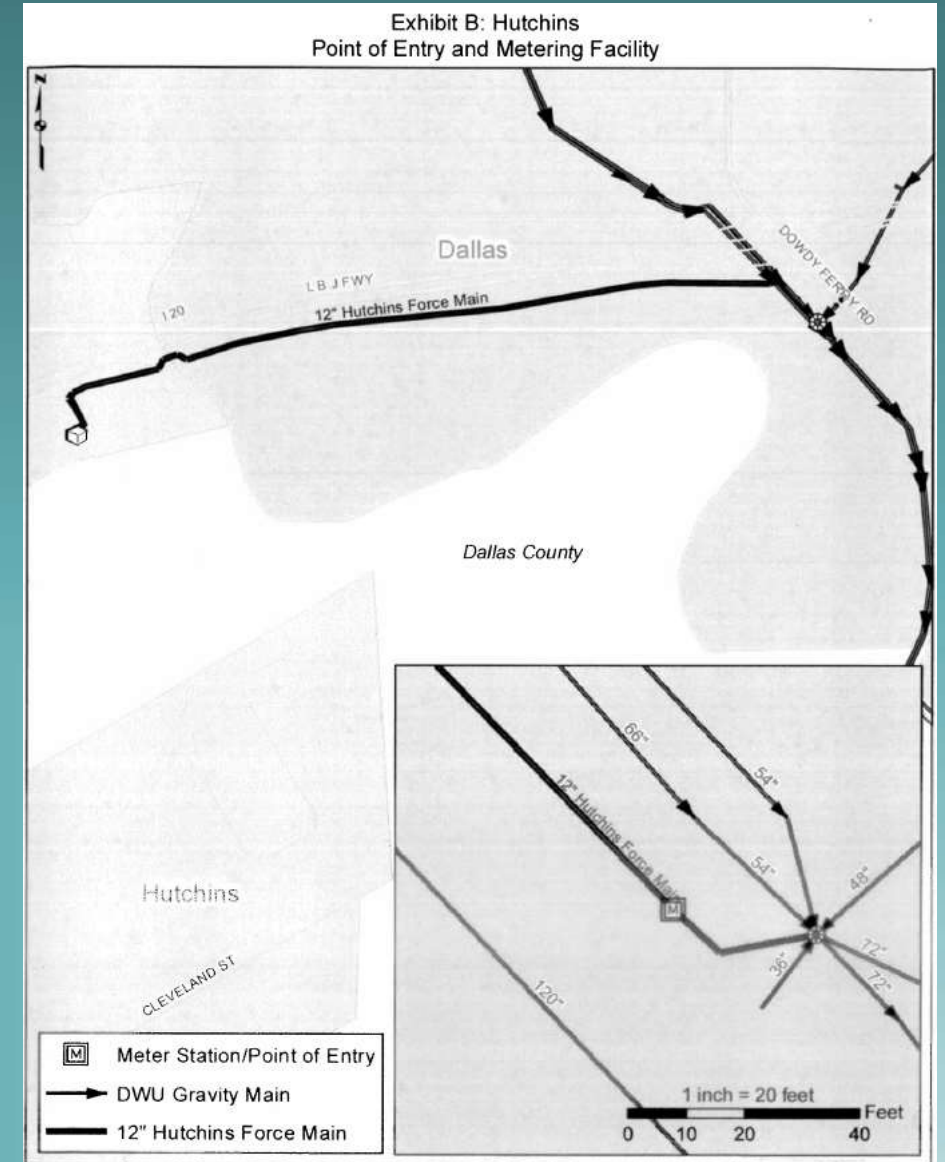 Exhibit B: Hutchins
Point of Entry and Metering Facility
N
Dallas
DOWDY FERRY RD
L B J FWY
I 20
12" Hutchins Force Main
Dallas County
66"
54"
12" Hutchins Force Main
54"
48"
72"
72"
36"
120"
Hutchins
CLEVELAND ST
M
M Meter Station/Point of Entry
DWU Gravity Main
12" Hutchins Force Main
1 inch = 20 feet
Feet
0 10 20 40